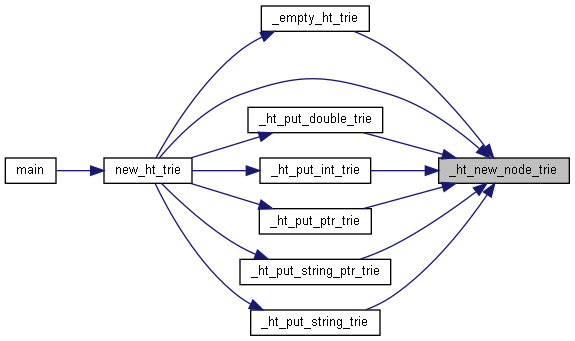 _empty_ht_trie
_ht_put_double_trie
main
new_ht_trie
_ht_put_int_trie
_ht_new_node_trie
_ht_put_ptr_trie
_ht_put_string_ptr_trie
_ht_put_string_trie